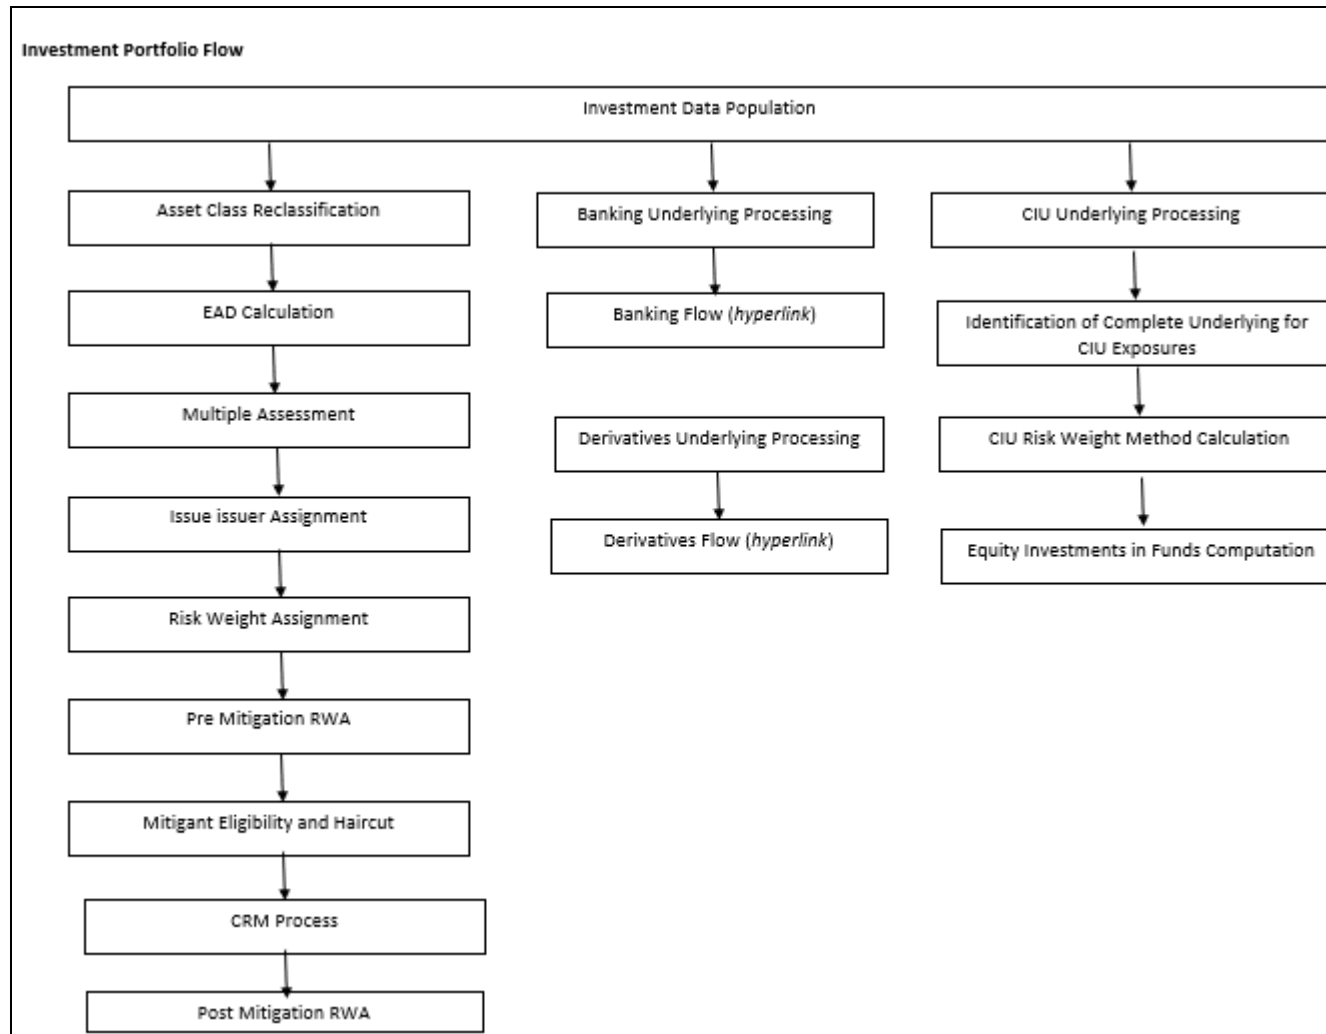 Investment Portfolio Flow
Investment Data Population
Asset Class Reclassification
EAD Calculation
Multiple Assessment
Issue issuer Assignment
Risk Weight Assignment
Pre Mitigation RWA
Mitigant Eligibility and Haircut
CRM Process
Post Mitigation RWA
Banking Underlying Processing
Banking Flow (hyperlink)
Derivatives Underlying Processing
Derivatives Flow (hyperlink)
CIU Underlying Processing
Identification of Complete Underlying for
CIU Exposures
CIU Risk Weight Method Calculation
Equity Investments in Funds Computation